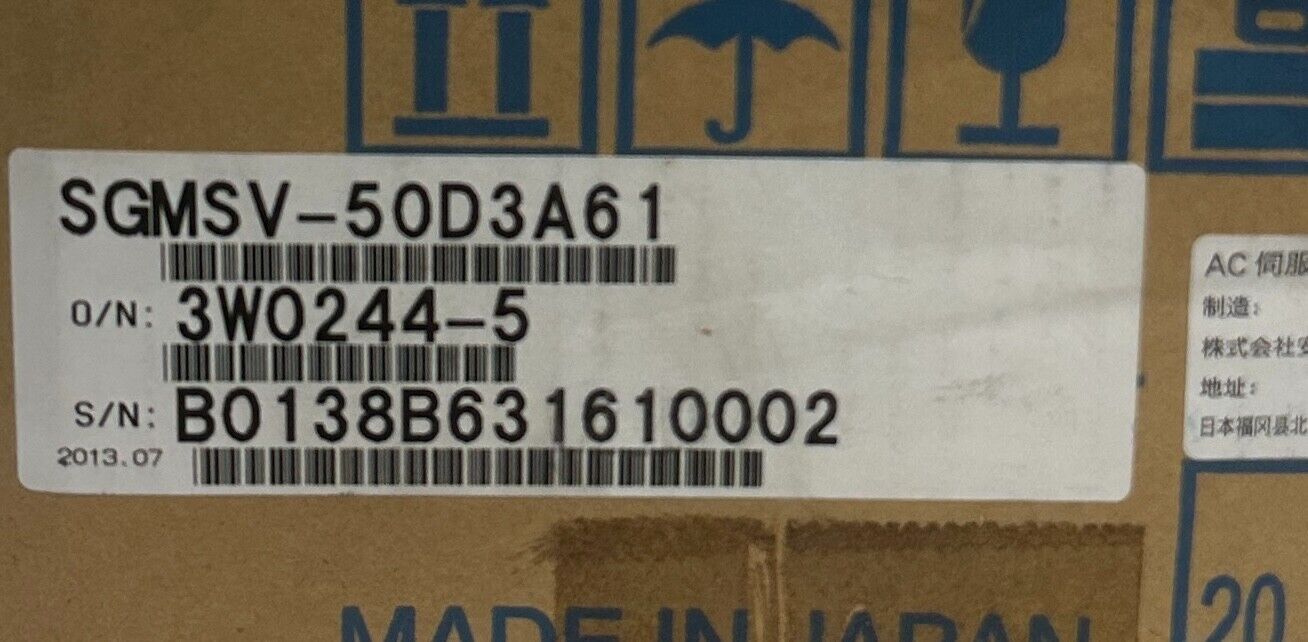 SGMSV-50D3A61
O/N: 3W0244-5
S/N: B0138B631610002
2013.07
AC 伺服
制造:
株式会社安
地址:
日本福冈县北
MADE IN JAPAN
20